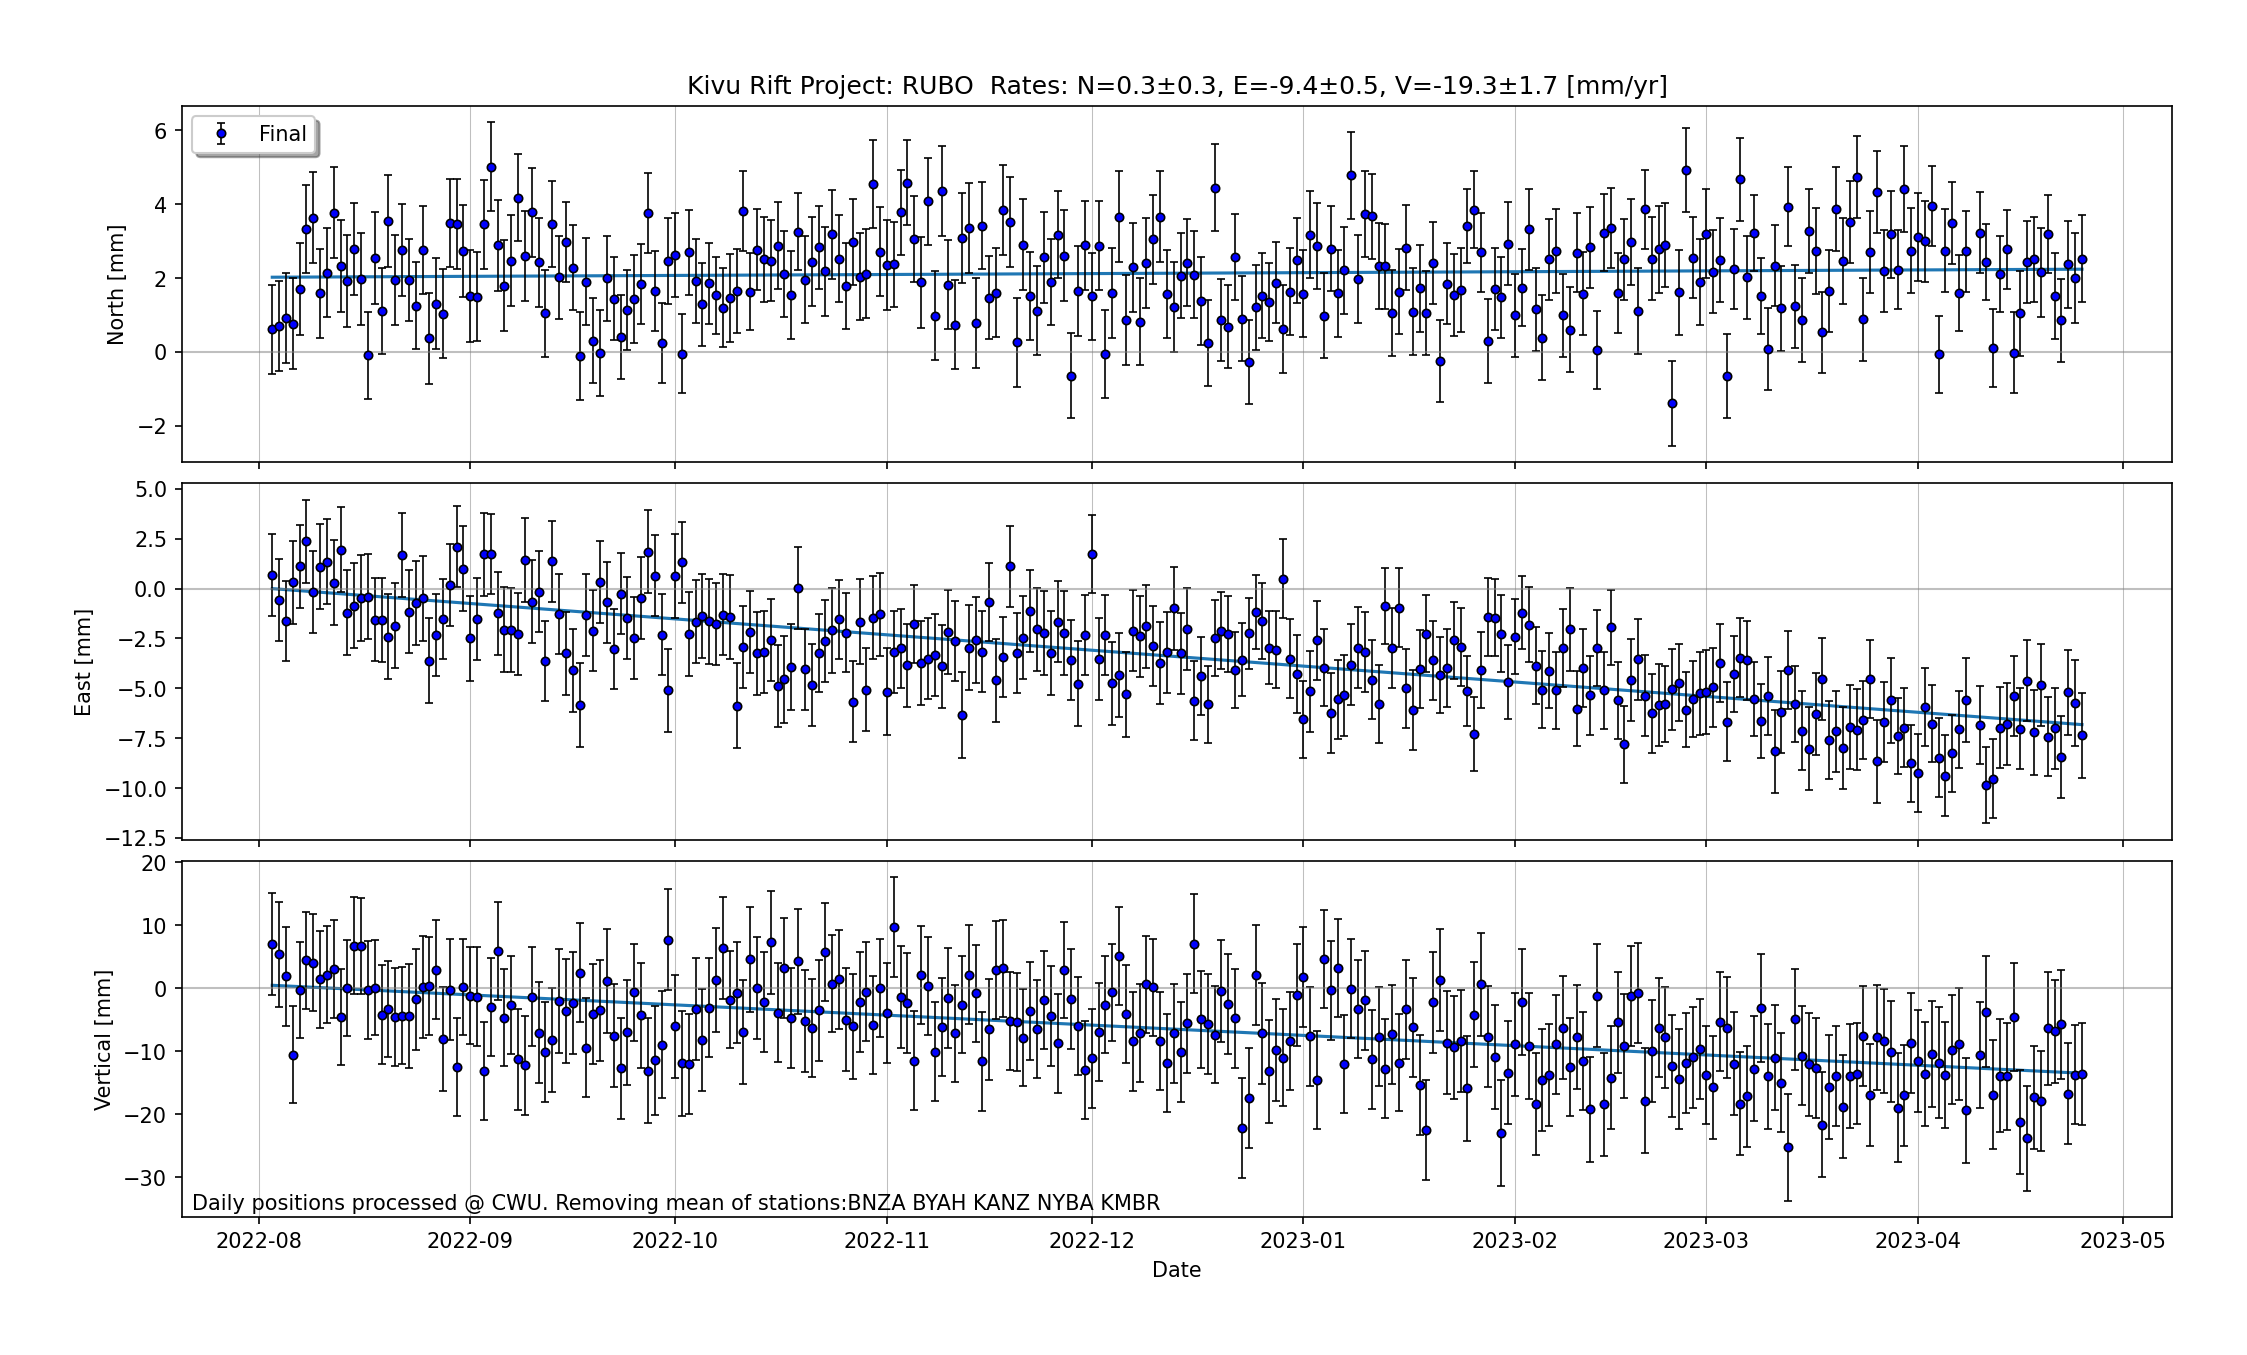 Kivu Rift Project: RUBO  Rates: N=0.3±0.3, E=-9.4±0.5, V=-19.3±1.7 [mm/yr]
Final
6
4
2
0
−2
North [mm]
5.0
2.5
0.0
−2.5
−5.0
−7.5
−10.0
−12.5
East [mm]
20
10
0
−10
−20
−30
Vertical [mm]
Daily positions processed @ CWU. Removing mean of stations:BNZA BYAH KANZ NYBA KMBR
2022-08 2022-09 2022-10 2022-11 2022-12 2023-01 2023-02 2023-03 2023-04 2023-05
Date